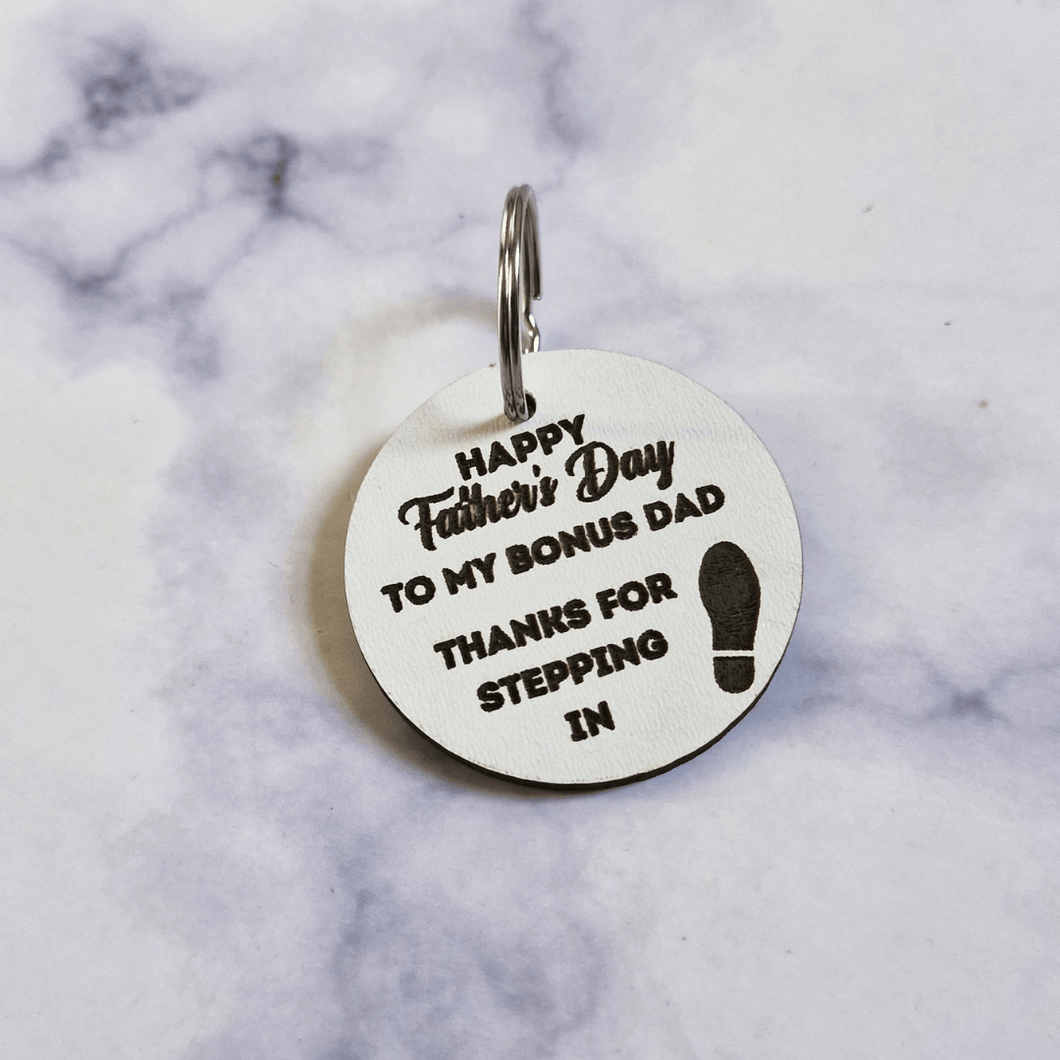 HAPPY
Father's Day
TO MY BONUS DAD
THANKS FOR
STEPPING
IN